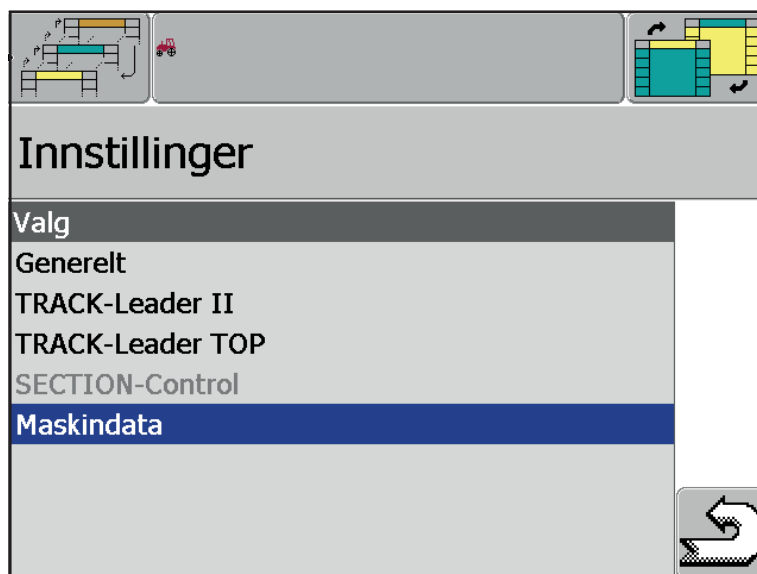 Innstillinger
Valg
Generelt
TRACK-Leader II
TRACK-Leader TOP
SECTION-Control
Maskindata